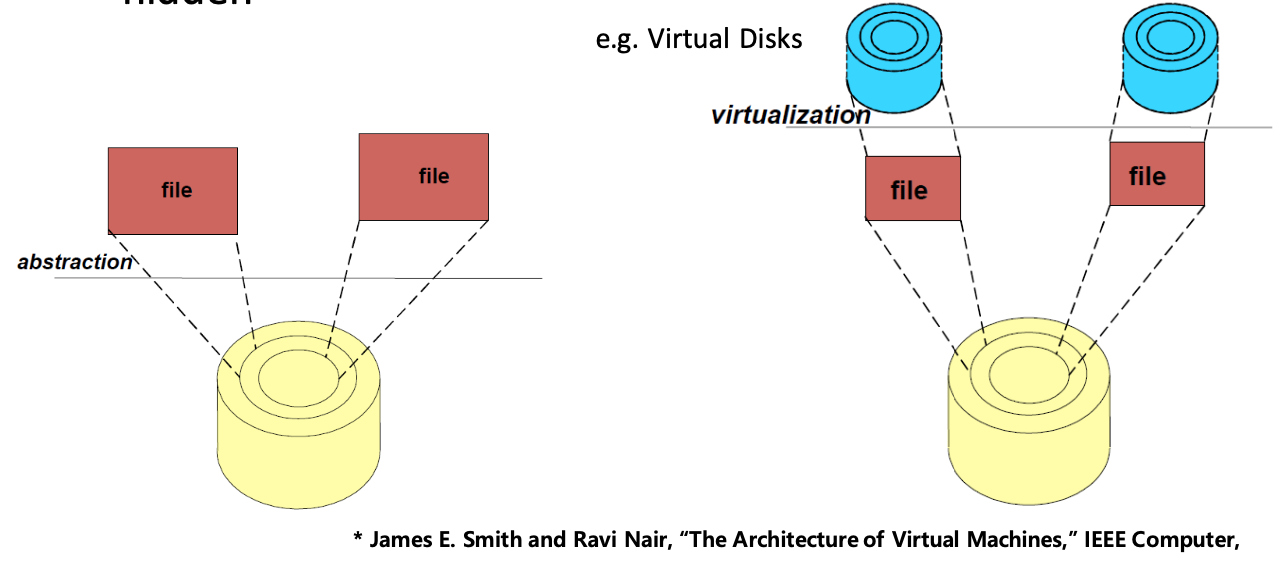 hidden
e.g. Virtual Disks
virtualization
file
file
abstraction
file
file
* James E. Smith and Ravi Nair, “The Architecture of Virtual Machines,” IEEE Computer,